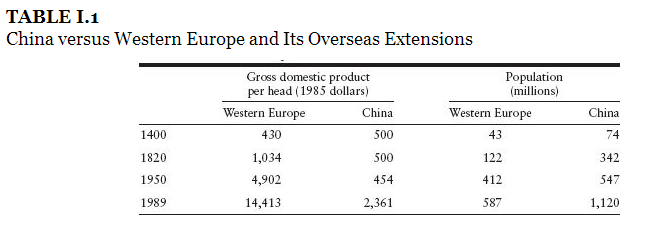 TABLE I.1
China versus Western Europe and Its Overseas Extensions
Gross domestic product Population
per head (1985 dollars) (millions)
Western Europe China Western Europe China
1400 430 500 43 74
1820 1,034 500 122 342
1950 4,902 454 412 547
1989 14,413 2,361 587 1,120